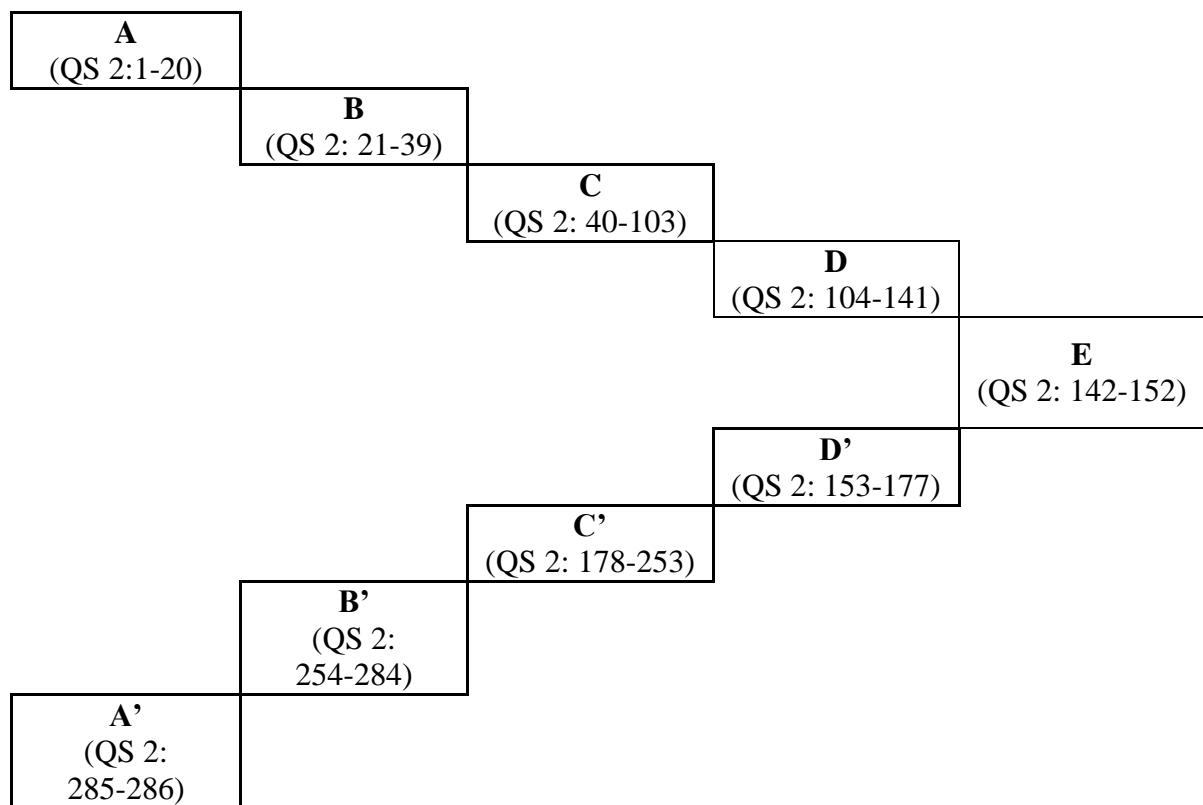 A
(QS 2:1-20)
B
(QS 2: 21-39)
C
(QS 2: 40-103)
D
(QS 2: 104-141)
E
(QS 2: 142-152)
D’
(QS 2: 153-177)
C’
(QS 2: 178-253)
B’
(QS 2:
254-284)
A’
(QS 2:
285-286)